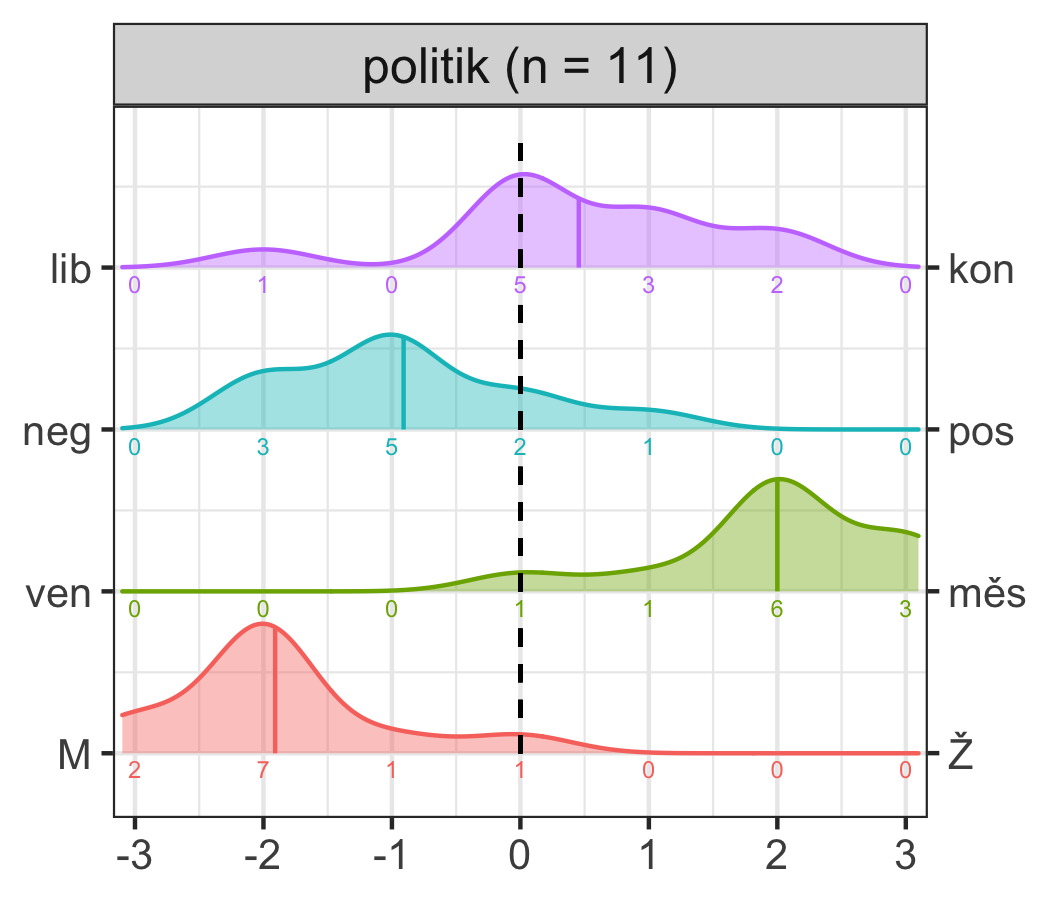 politik (n = 11)
lib kon
0 1 0 5 3 2 0
neg pos
0 3 5 2 1 0 0
ven měs
0 0 0 1 1 6 3
M Ž
2 7 1 1 0 0 0
-3 -2 -1 0 1 2 3